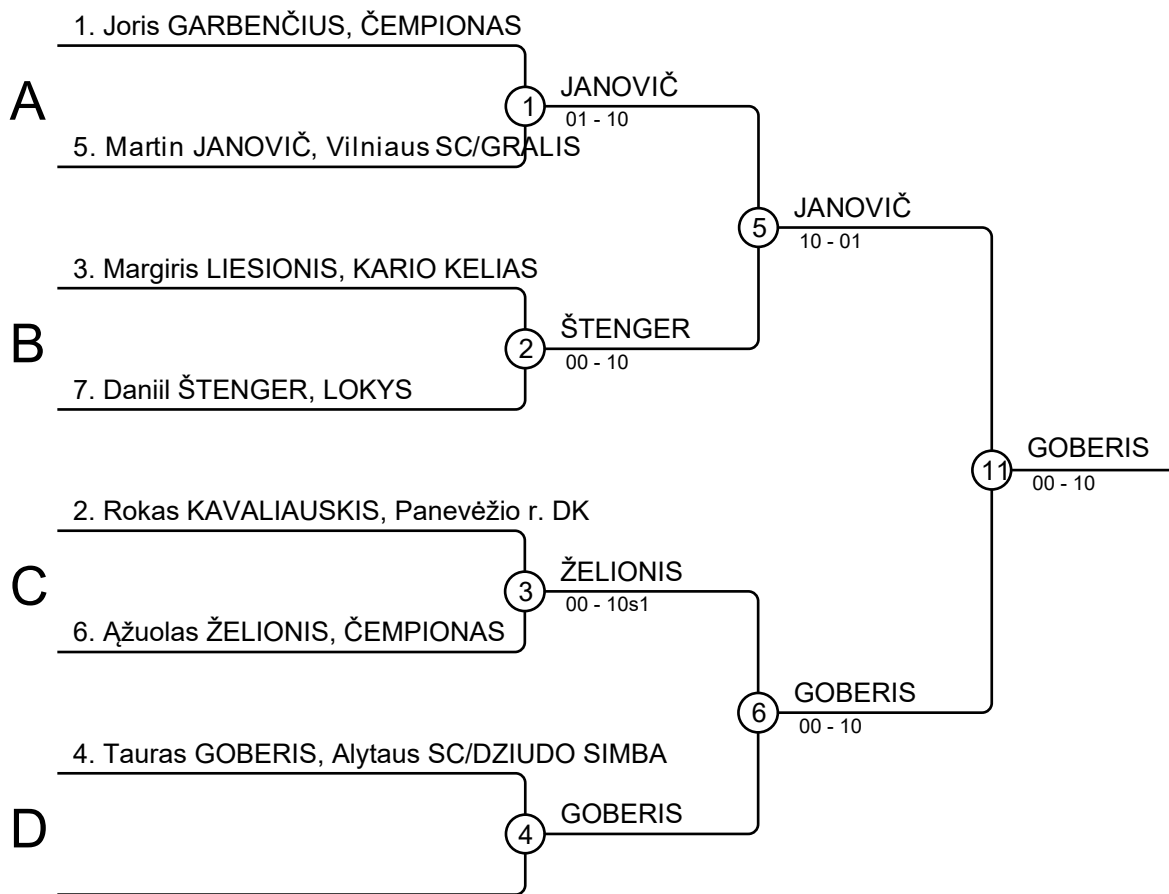 1. Joris GARBENČIUS, ČEMPIONAS
A
1
JANOVIČ
01 - 10
5. Martin JANOVIČ, Vilniaus SC/GRALIS
5
JANOVIČ
10 - 01
3. Margiris LIESIONIS, KARIO KELIAS
B
2
ŠTENGER
00 - 10
7. Daniil ŠTENGER, LOKYS
11
GOBERIS
00 - 10
2. Rokas KAVALIAUSKIS, Panevėžio r. DK
C
3
ŽELIONIS
00 - 10s1
6. Ąžuolas ŽELIONIS, ČEMPIONAS
6
GOBERIS
00 - 10
4. Tauras GOBERIS, Alytaus SC/DZIUDO SIMBA
D
4
GOBERIS